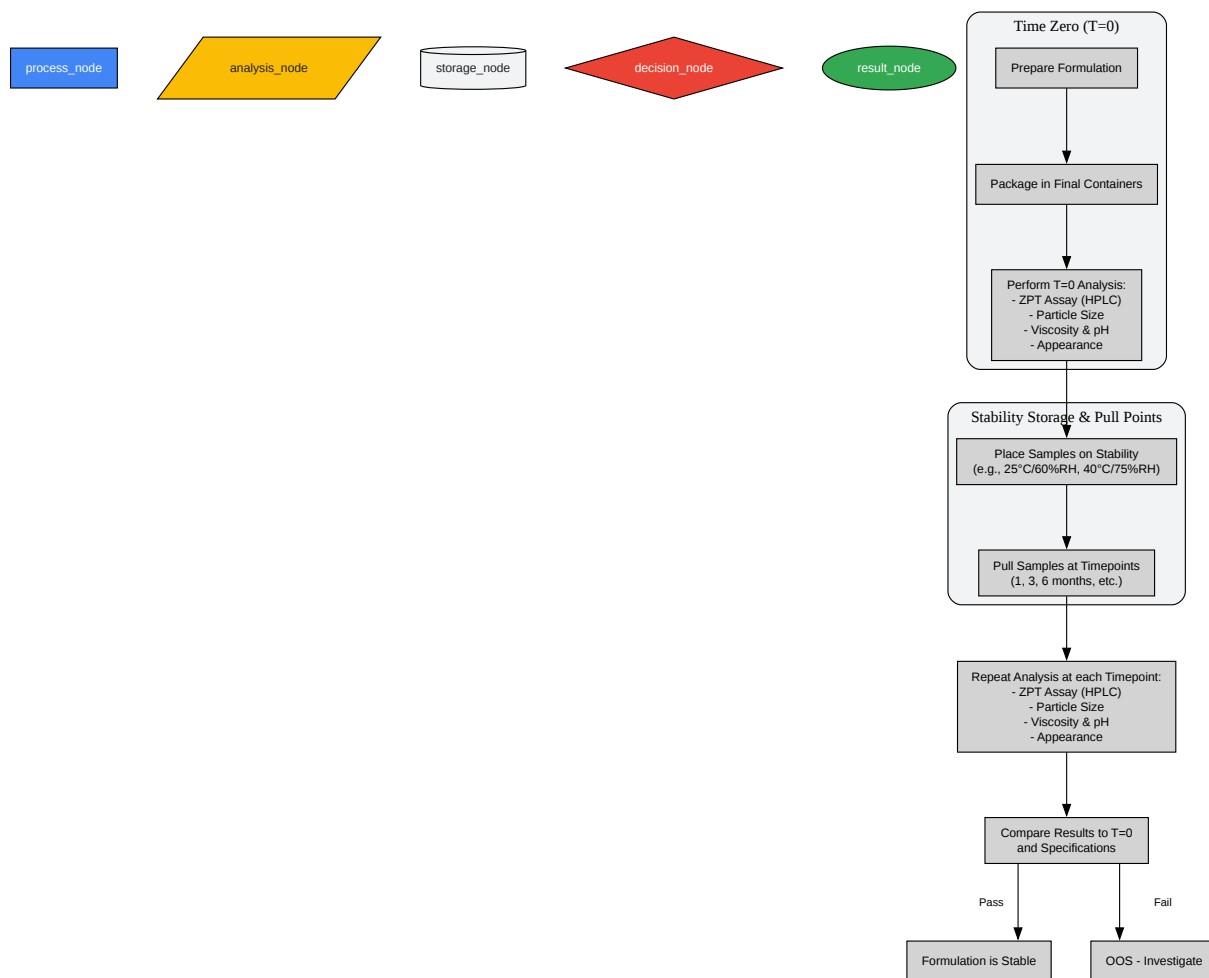 process_node
analysis_node
storage_node
decision_node
result_node
Time Zero (T=0)
Prepare Formulation
Package in Final Containers
Perform T=0 Analysis:
- ZPT Assay (HPLC)
- Particle Size
- Viscosity & pH
- Appearance
Stability Storage & Pull Points
Place Samples on Stability
(e.g., 25°C/60%RH, 40°C/75%RH)
Pull Samples at Timepoints
(1, 3, 6 months, etc.)
Repeat Analysis at each Timepoint:
- ZPT Assay (HPLC)
- Particle Size
- Viscosity & pH
- Appearance
Compare Results to T=0
and Specifications
Pass
Fail
Formulation is Stable
OOS - Investigate